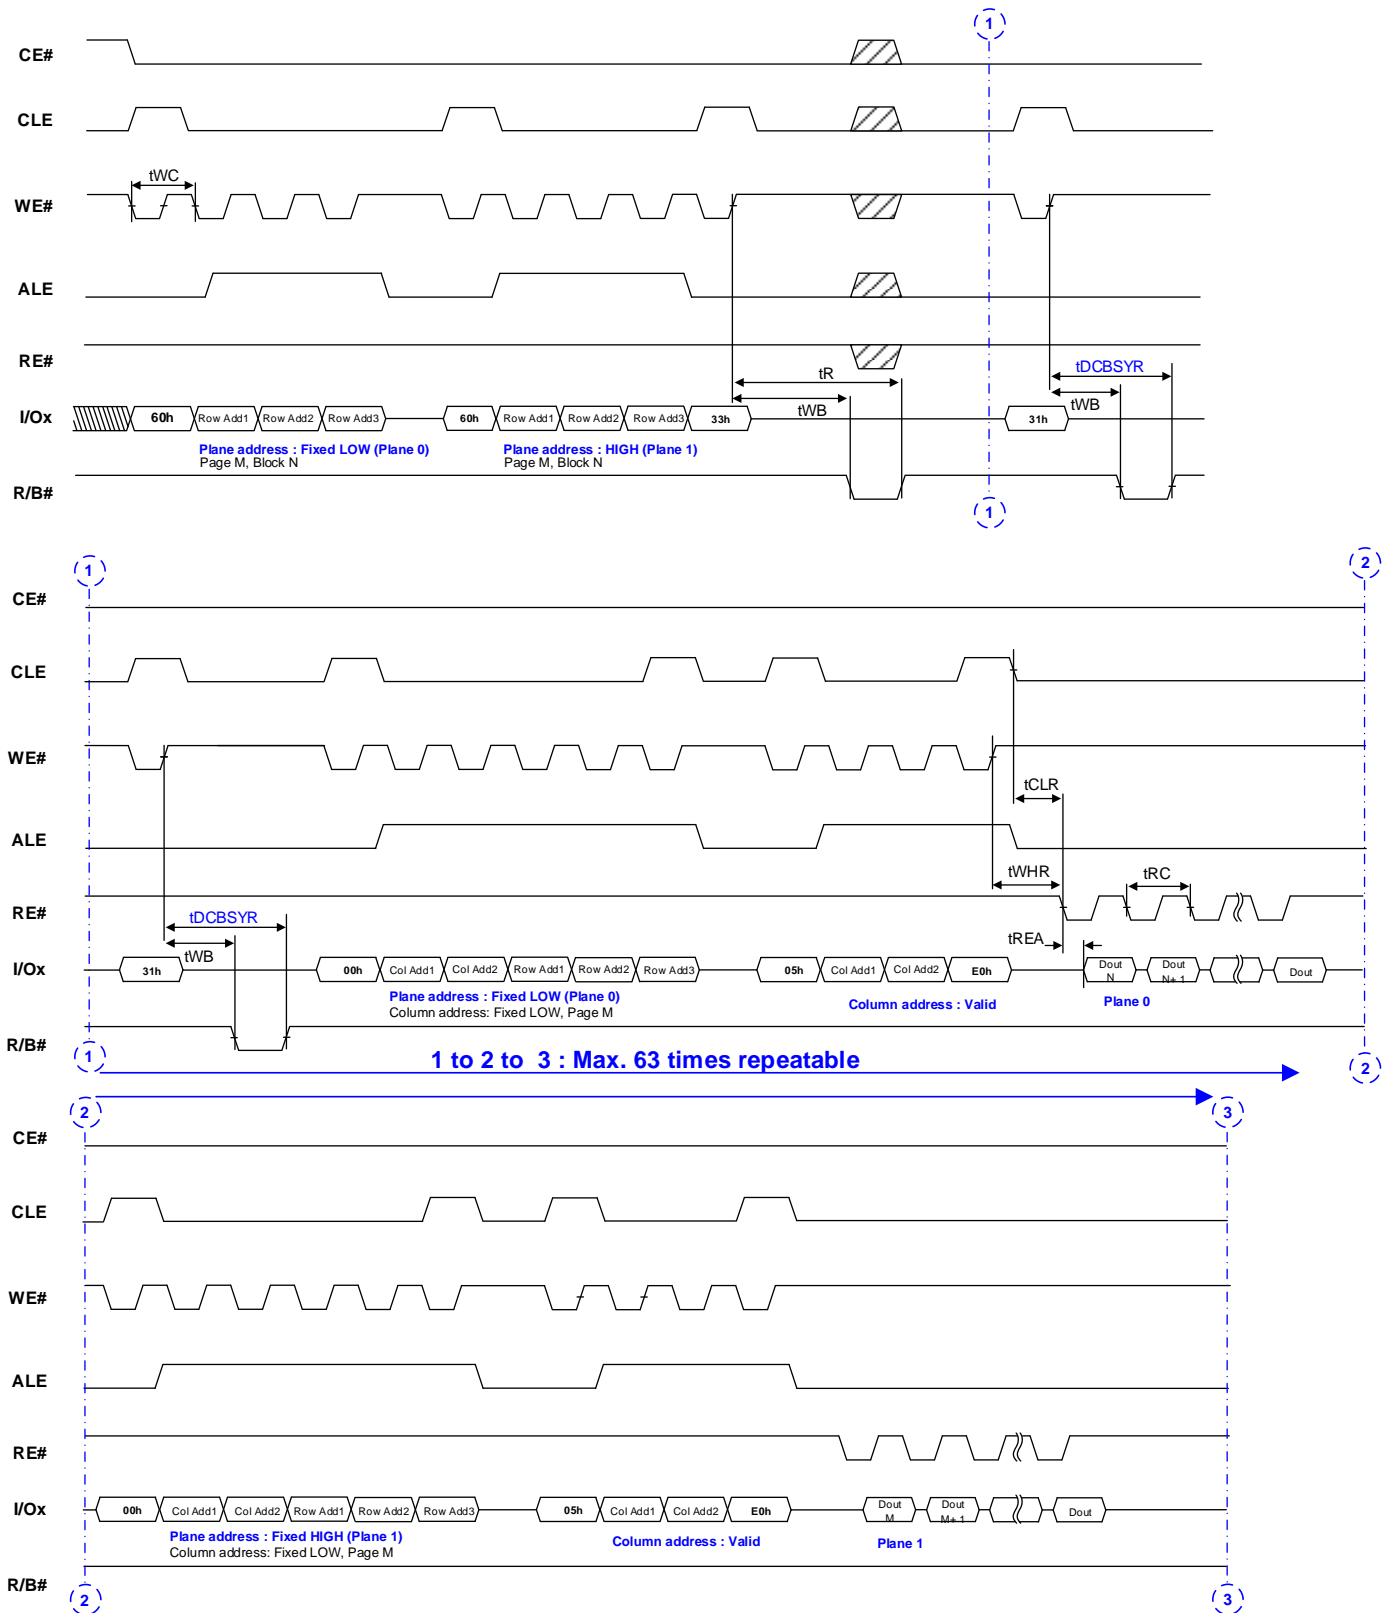 1
CE#
CLE
tWC
WE#
ALE
RE#
tR
tDCBSYR
tWB
tWB
I/Ox
60h Row Add1 Row Add2 Row Add3 60h Row Add1 Row Add2 Row Add3 33h 31h
Plane address : Fixed LOW (Plane 0)
Page M, Block N
Plane address : HIGH (Plane 1)
Page M, Block N
R/B#
1
1
2
CE#
CLE
WE#
tCLR
ALE
tWHR
tRC
RE#
tDCBSYR
tREA
tWB
I/Ox
31h 00h Col Add1 Col Add2 Row Add1 Row Add2 Row Add3 05h Col Add1 Col Add2 E0h Dout N Dout N+ 1 Dout
Plane address : Fixed LOW (Plane 0)
Column address: Fixed LOW, Page M
Column address : Valid
Plane 0
R/B#
1
1 to 2 to 3 : Max. 63 times repeatable
2
2
3
CE#
CLE
WE#
ALE
RE#
I/Ox
00h Col Add1 Col Add2 Row Add1 Row Add2 Row Add3 05h Col Add1 Col Add2 E0h Dout M Dout M+ 1 Dout
Plane address : Fixed HIGH (Plane 1)
Column address: Fixed LOW, Page M
Column address : Valid
Plane 1
R/B#
2
3